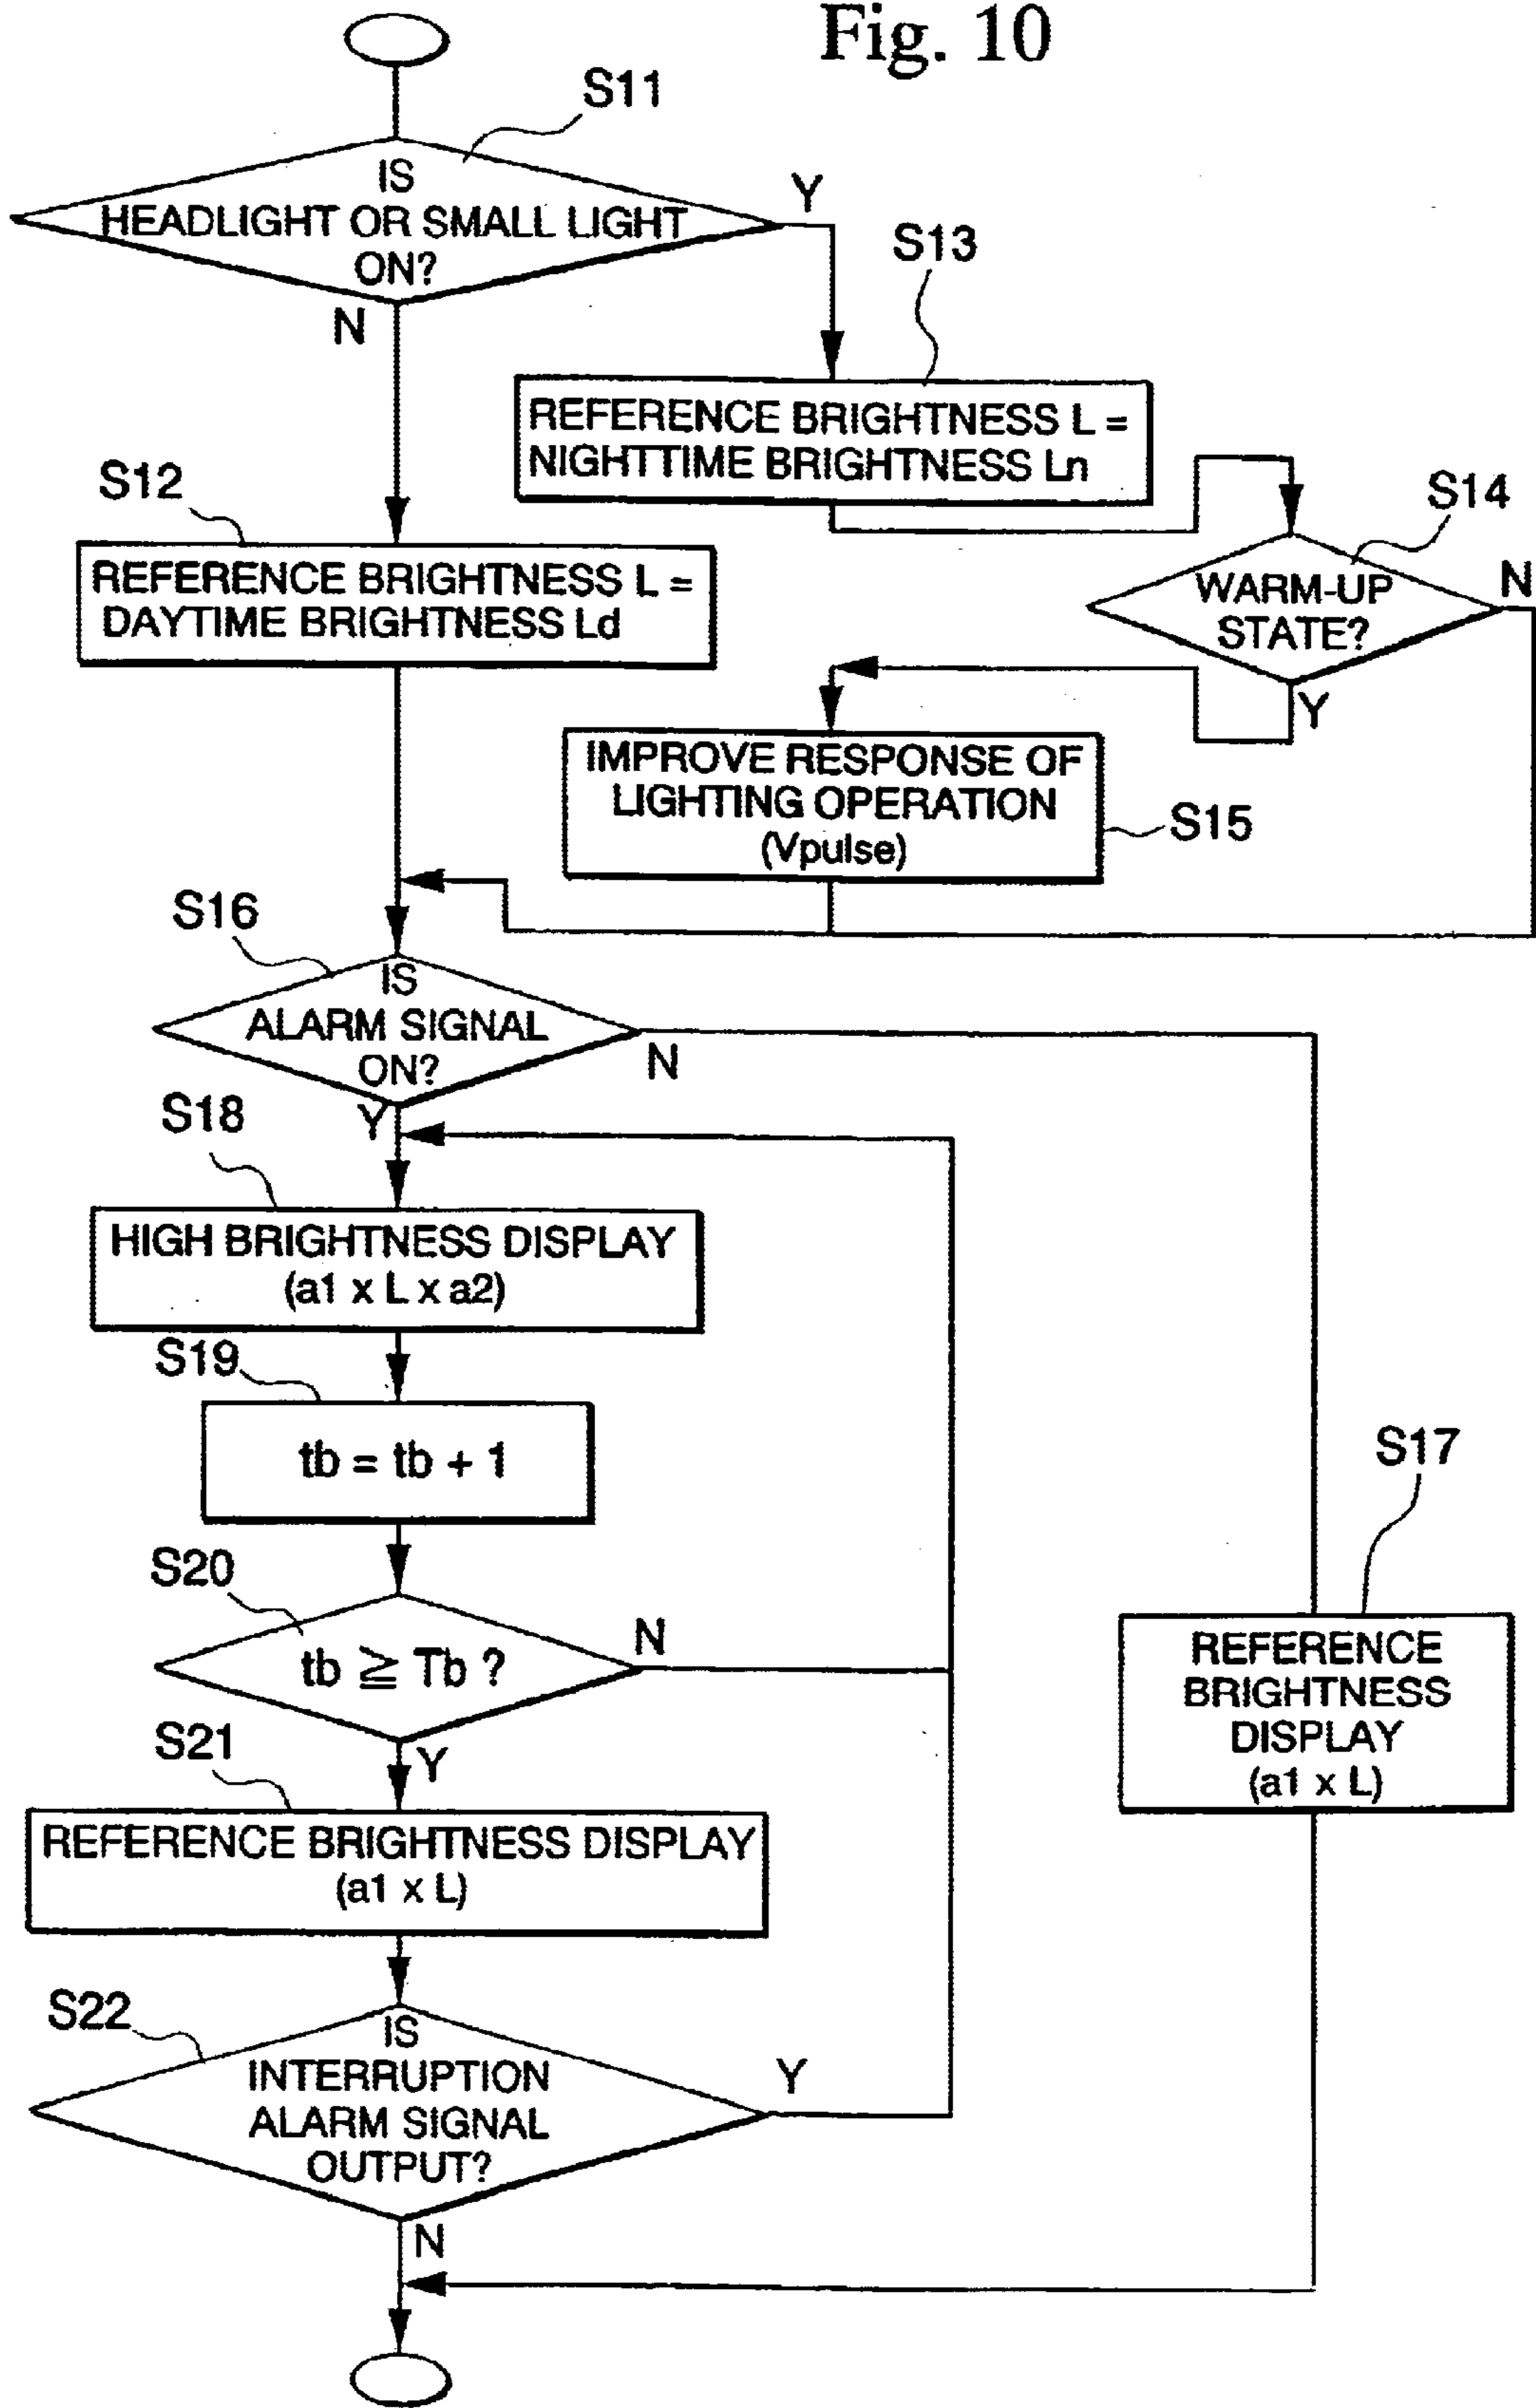 Fig. 10
S11
IS
HEADLIGHT OR SMALL LIGHT
ON?
Y
N
S13
REFERENCE BRIGHTNESS L =
NIGHTTIME BRIGHTNESS Ln
S12
REFERENCE BRIGHTNESS L =
DAYTIME BRIGHTNESS Ld
S14
WARM-UP
STATE?
N
Y
IMPROVE RESPONSE OF
LIGHTING OPERATION
(Vpulse)
S15
S16
IS
ALARM SIGNAL
ON?
N
Y
S18
HIGH BRIGHTNESS DISPLAY
(a1 x L x a2)
S19
tb = tb + 1
S17
REFERENCE
BRIGHTNESS
DISPLAY
(a1 x L)
S20
tb ≧ Tb ?
N
Y
S21
REFERENCE BRIGHTNESS DISPLAY
(a1 x L)
S22
IS
INTERRUPTION
ALARM SIGNAL
OUTPUT?
Y
N